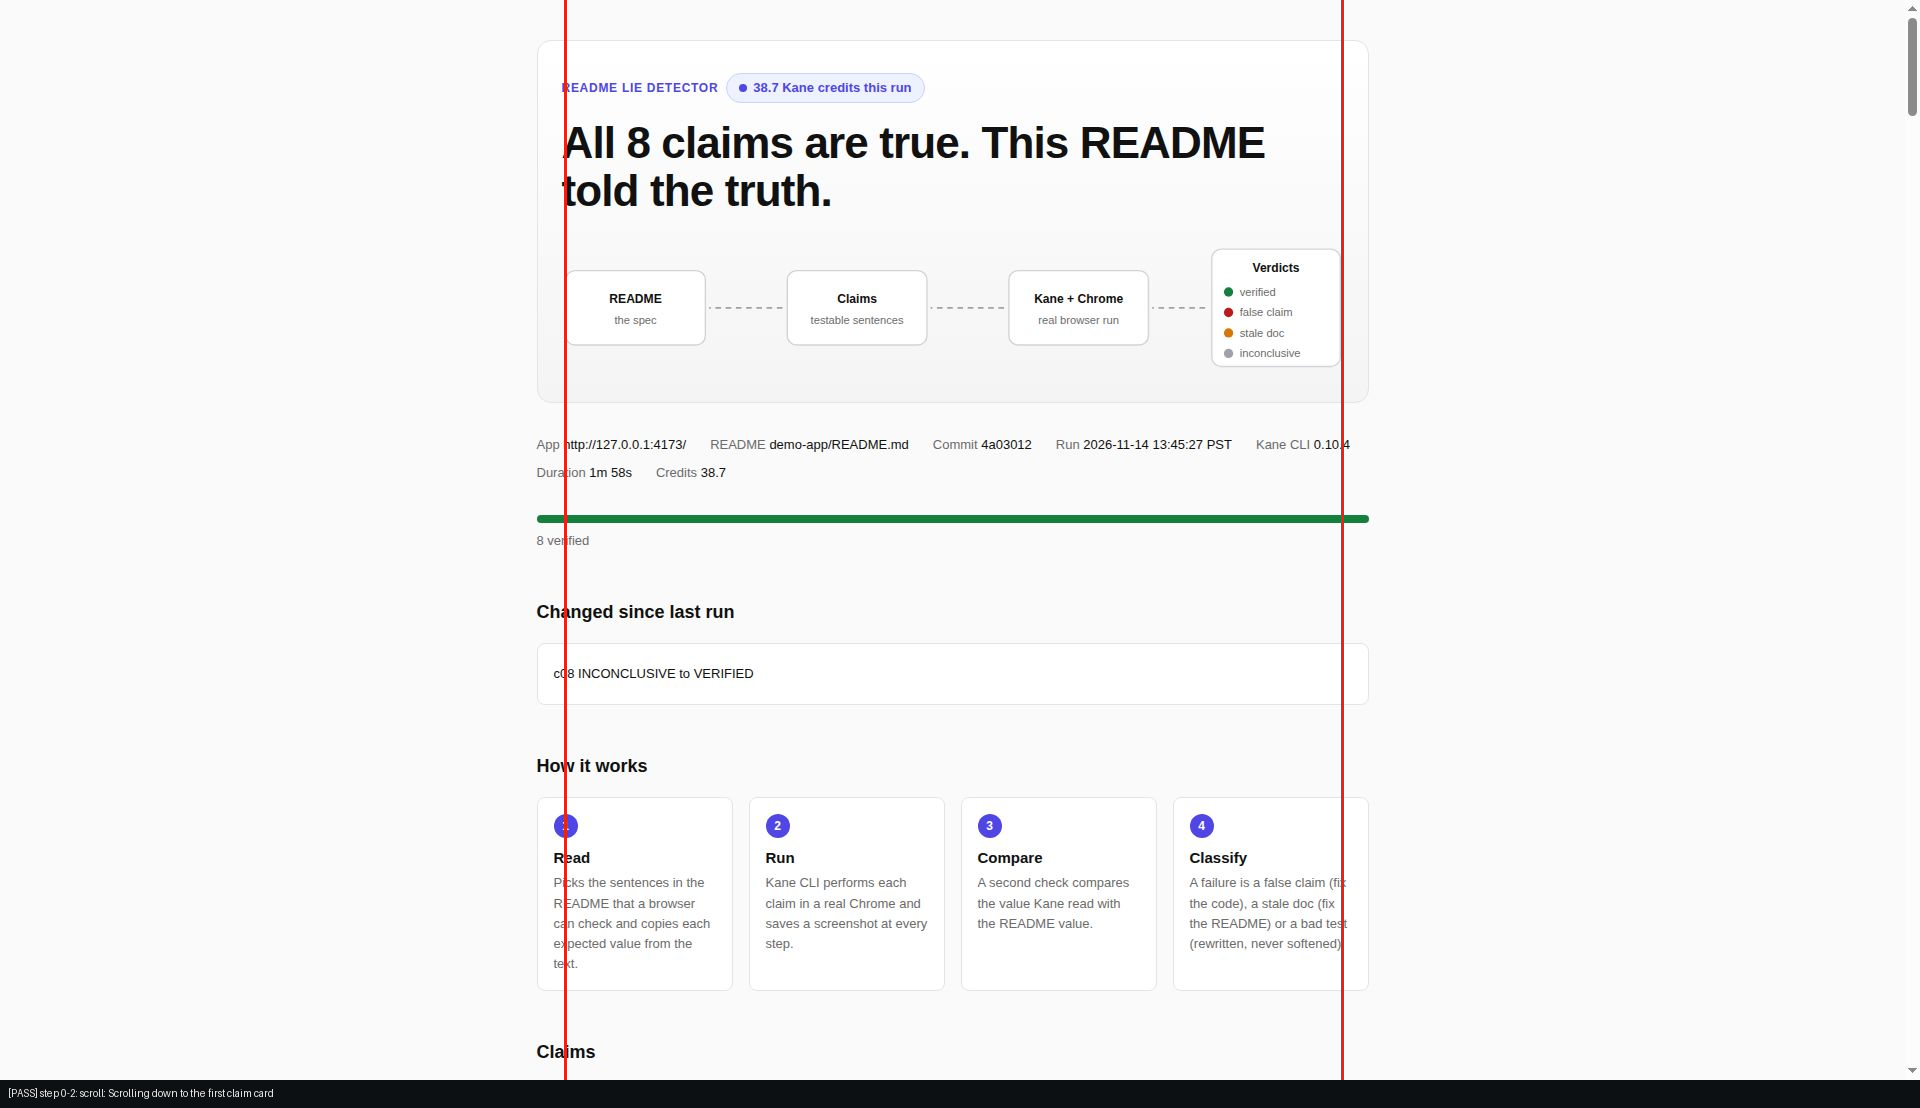 README LIE DETECTOR
38.7 Kane credits this run
All 8 claims are true. This README
told the truth.
README
the spec
Claims
testable sentences
Kane + Chrome
real browser run
Verdicts
verified
false claim
stale doc
inconclusive
App http://127.0.0.1:4173/ README demo-app/README.md Commit 4a03012 Run 2026-11-14 13:45:27 PST Kane CLI 0.10.4
Duration 1m 58s Credits 38.7
8 verified
Changed since last run
c08 INCONCLUSIVE to VERIFIED
How it works
1
Read
Picks the sentences in the
README that a browser
can check and copies each
expected value from the
text.
2
Run
Kane CLI performs each
claim in a real Chrome and
saves a screenshot at every
step.
3
Compare
A second check compares
the value Kane read with
the README value.
4
Classify
A failure is a false claim (fix
the code), a stale doc (fix
the README) or a bad test
(rewritten, never softened)
Claims
[PASS] step 0-2: scroll: Scrolling down to the first claim card